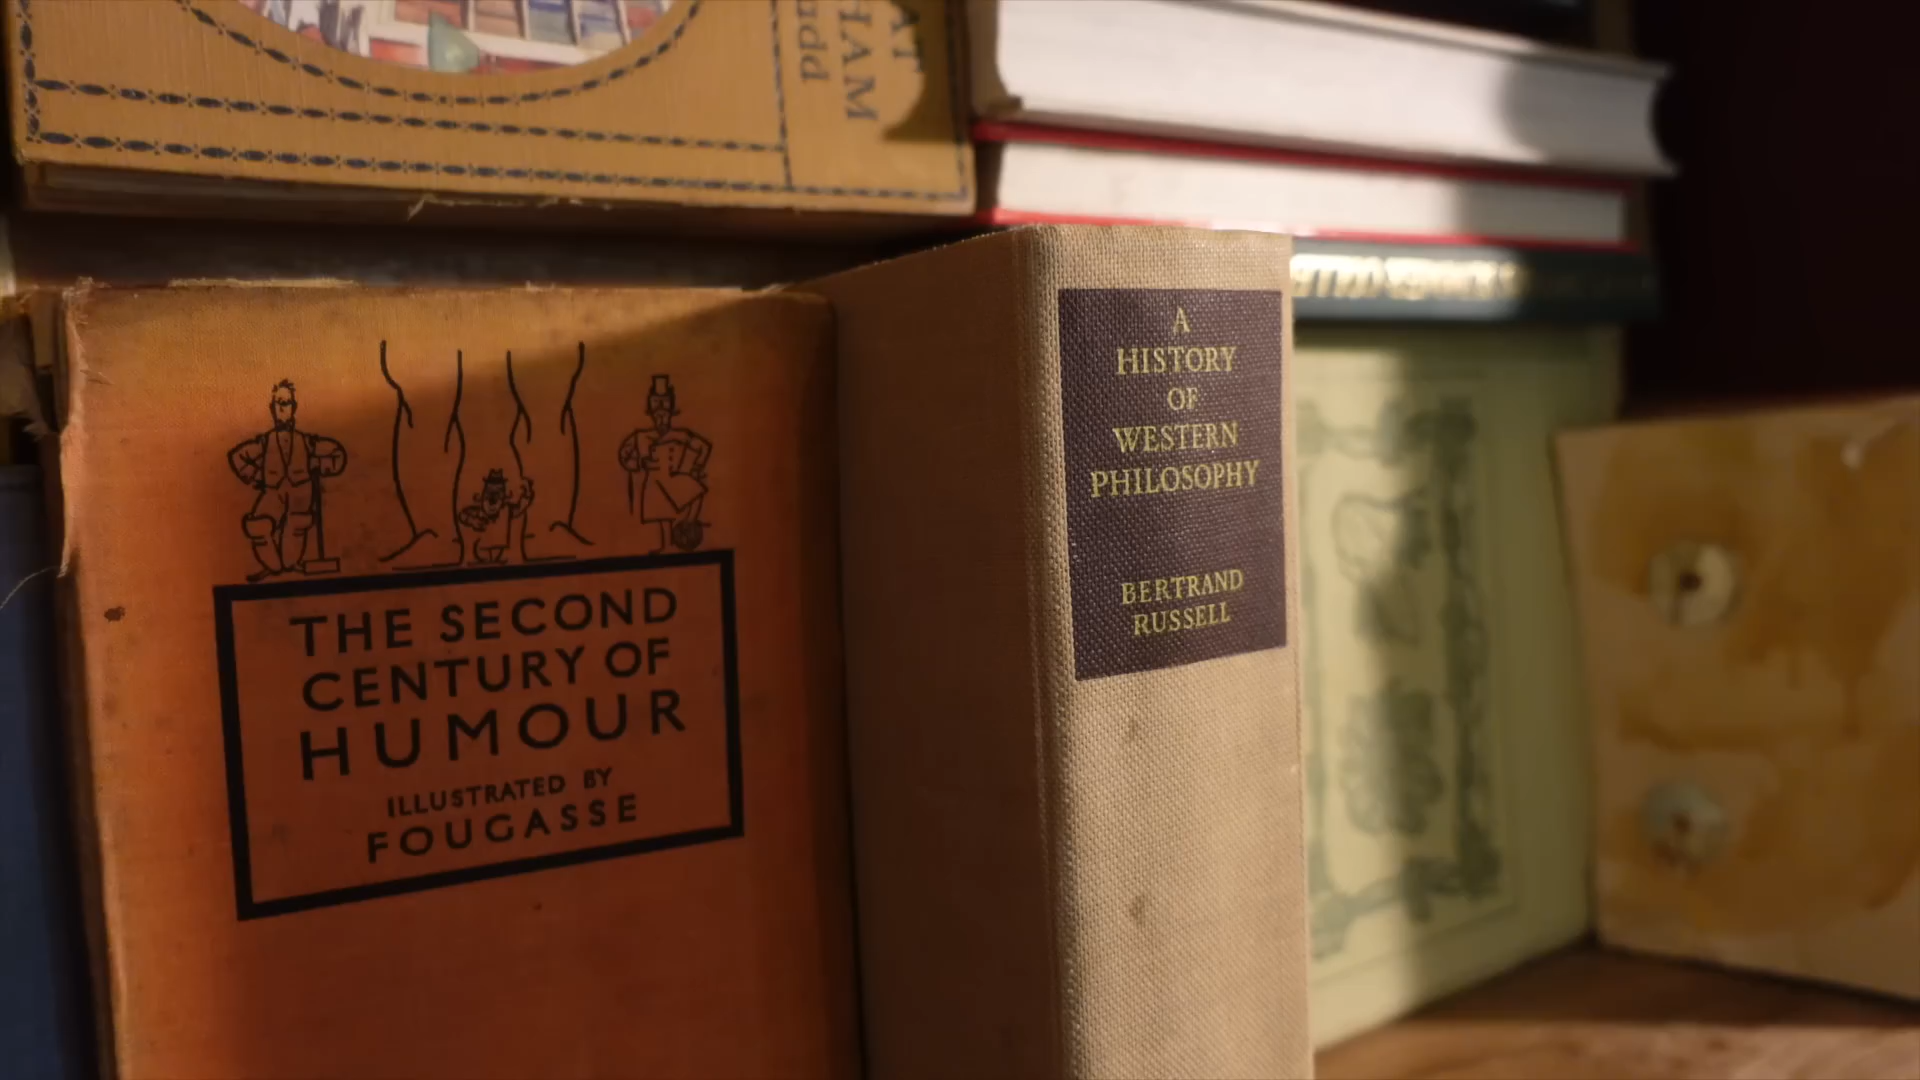 THE SECOND
CENTURY OF
HUMOUR
ILLUSTRATED BY
FOUGASSE
A
HISTORY
OF
WESTERN
PHILOSOPHY
BERTRAND
RUSSELL